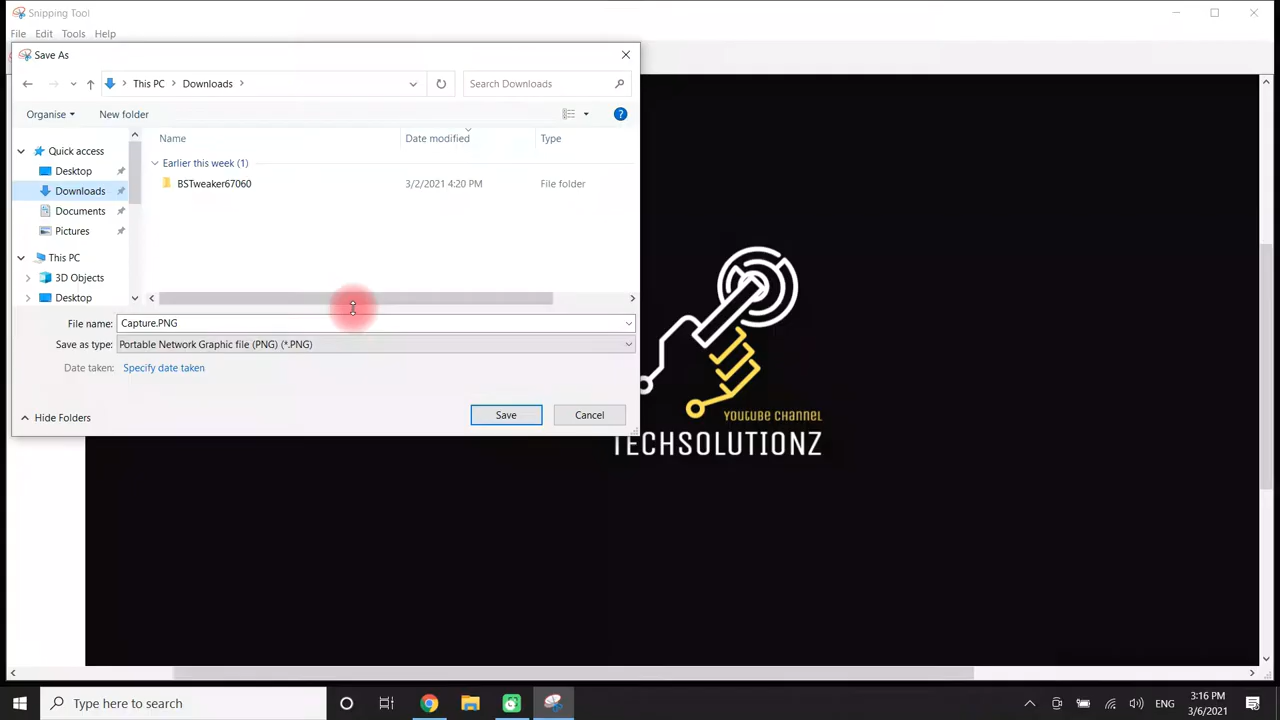 Snipping Tool
File Edit Tools Help
Save As
This PC Downloads
Search Downloads
Organise New folder
Name Date modified Type
Quick access
Earlier this week (1)
Desktop
BSTweaker67060 3/2/2021 4:20 PM File folder
Downloads
Documents
Pictures
This PC
3D Objects
Desktop
File name: Capture.PNG
Save as type: Portable Network Graphic file (PNG) (*.PNG)
Date taken: Specify date taken
Hide Folders
Save Cancel
YOUTUBE CHANNEL
TECHSOLUTIONZ
Type here to search
ENG
3:16 PM
3/6/2021